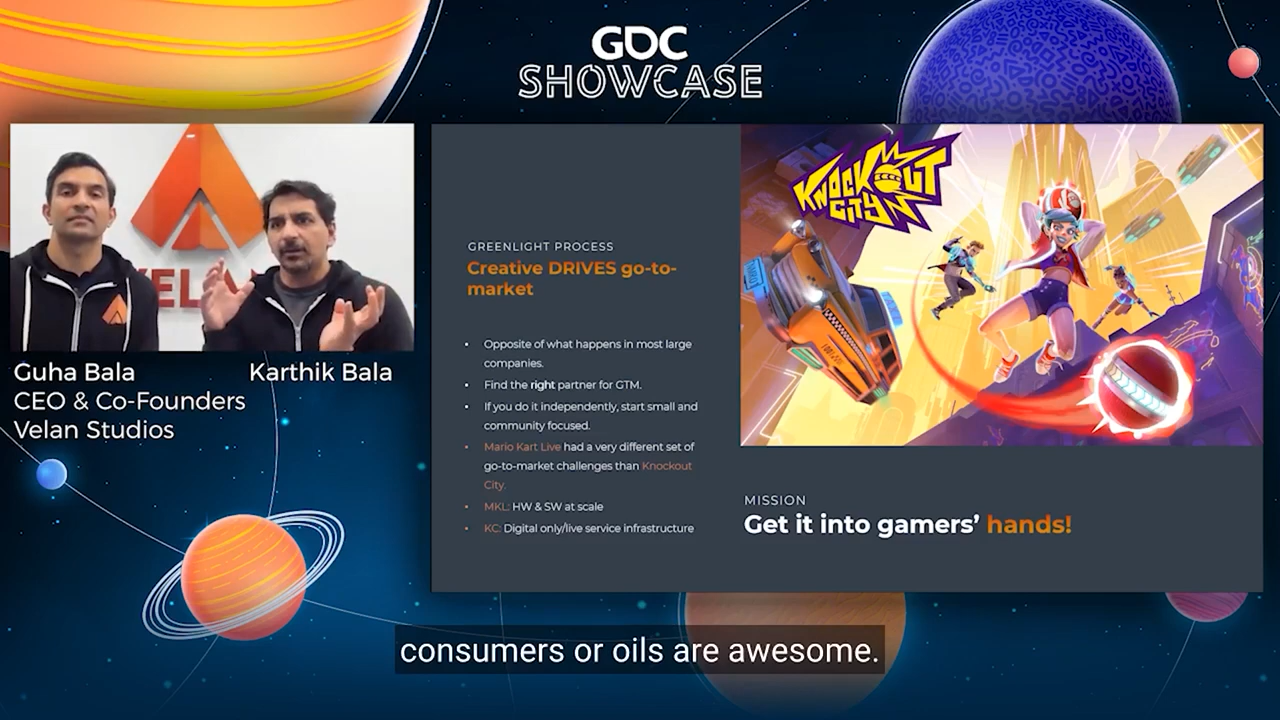 GDC
SHOWCASE
VELAN
Guha Bala
Karthik Bala
CEO & Co-Founders
Velan Studios
GREENLIGHT PROCESS
Creative DRIVES go-to-
market
Opposite of what happens in most large
companies.
Find the right partner for GTM.
If you do it independently, start small and
community focused.
Mario Kart Live had a very different set of
go-to-market challenges than Knockout
City.
MKL: HW & SW at scale
KC: Digital only/live service infrastructure
KNOCKOUT
CITY
MISSION
Get it into gamers' hands!
consumers or oils are awesome.